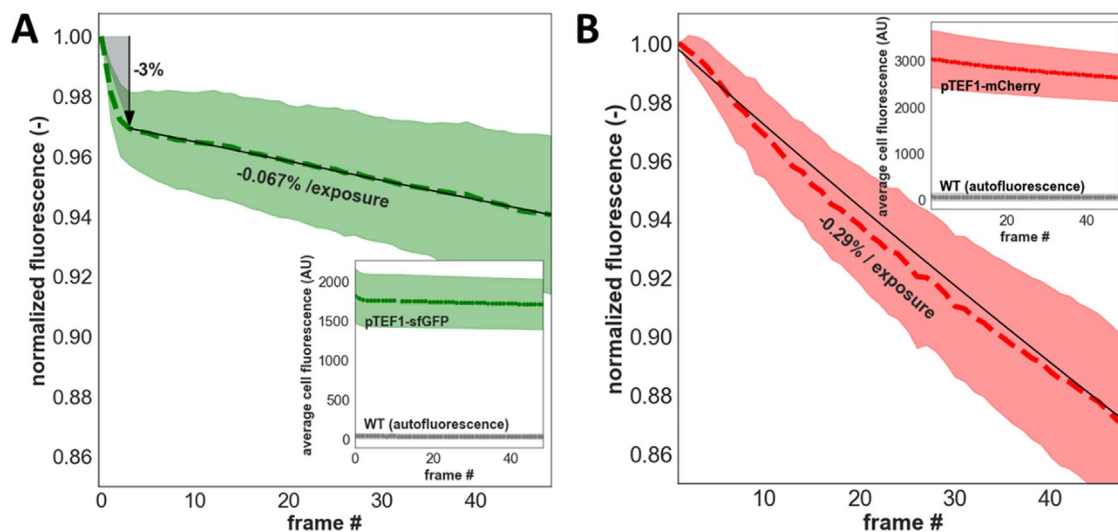 A
normalized fluorescence (-)
1.00
0.98
0.96
0.94
0.92
0.90
0.88
0.86
-3%
-0.067% /exposure
0
10
20
30
40
frame #
average cell fluorescence (AU)
2000
1500
1000
500
0
pTEF1-sfGFP
WT (autofluorescence)
0
20
40
frame #
B
normalized fluorescence (-)
1.00
0.98
0.96
0.94
0.92
0.90
0.88
0.86
-0.29% / exposure
10
20
30
40
frame #
average cell fluorescence (AU)
3000
2000
1000
0
pTEF1-mCherry
WT (autofluorescence)
20
40
frame #